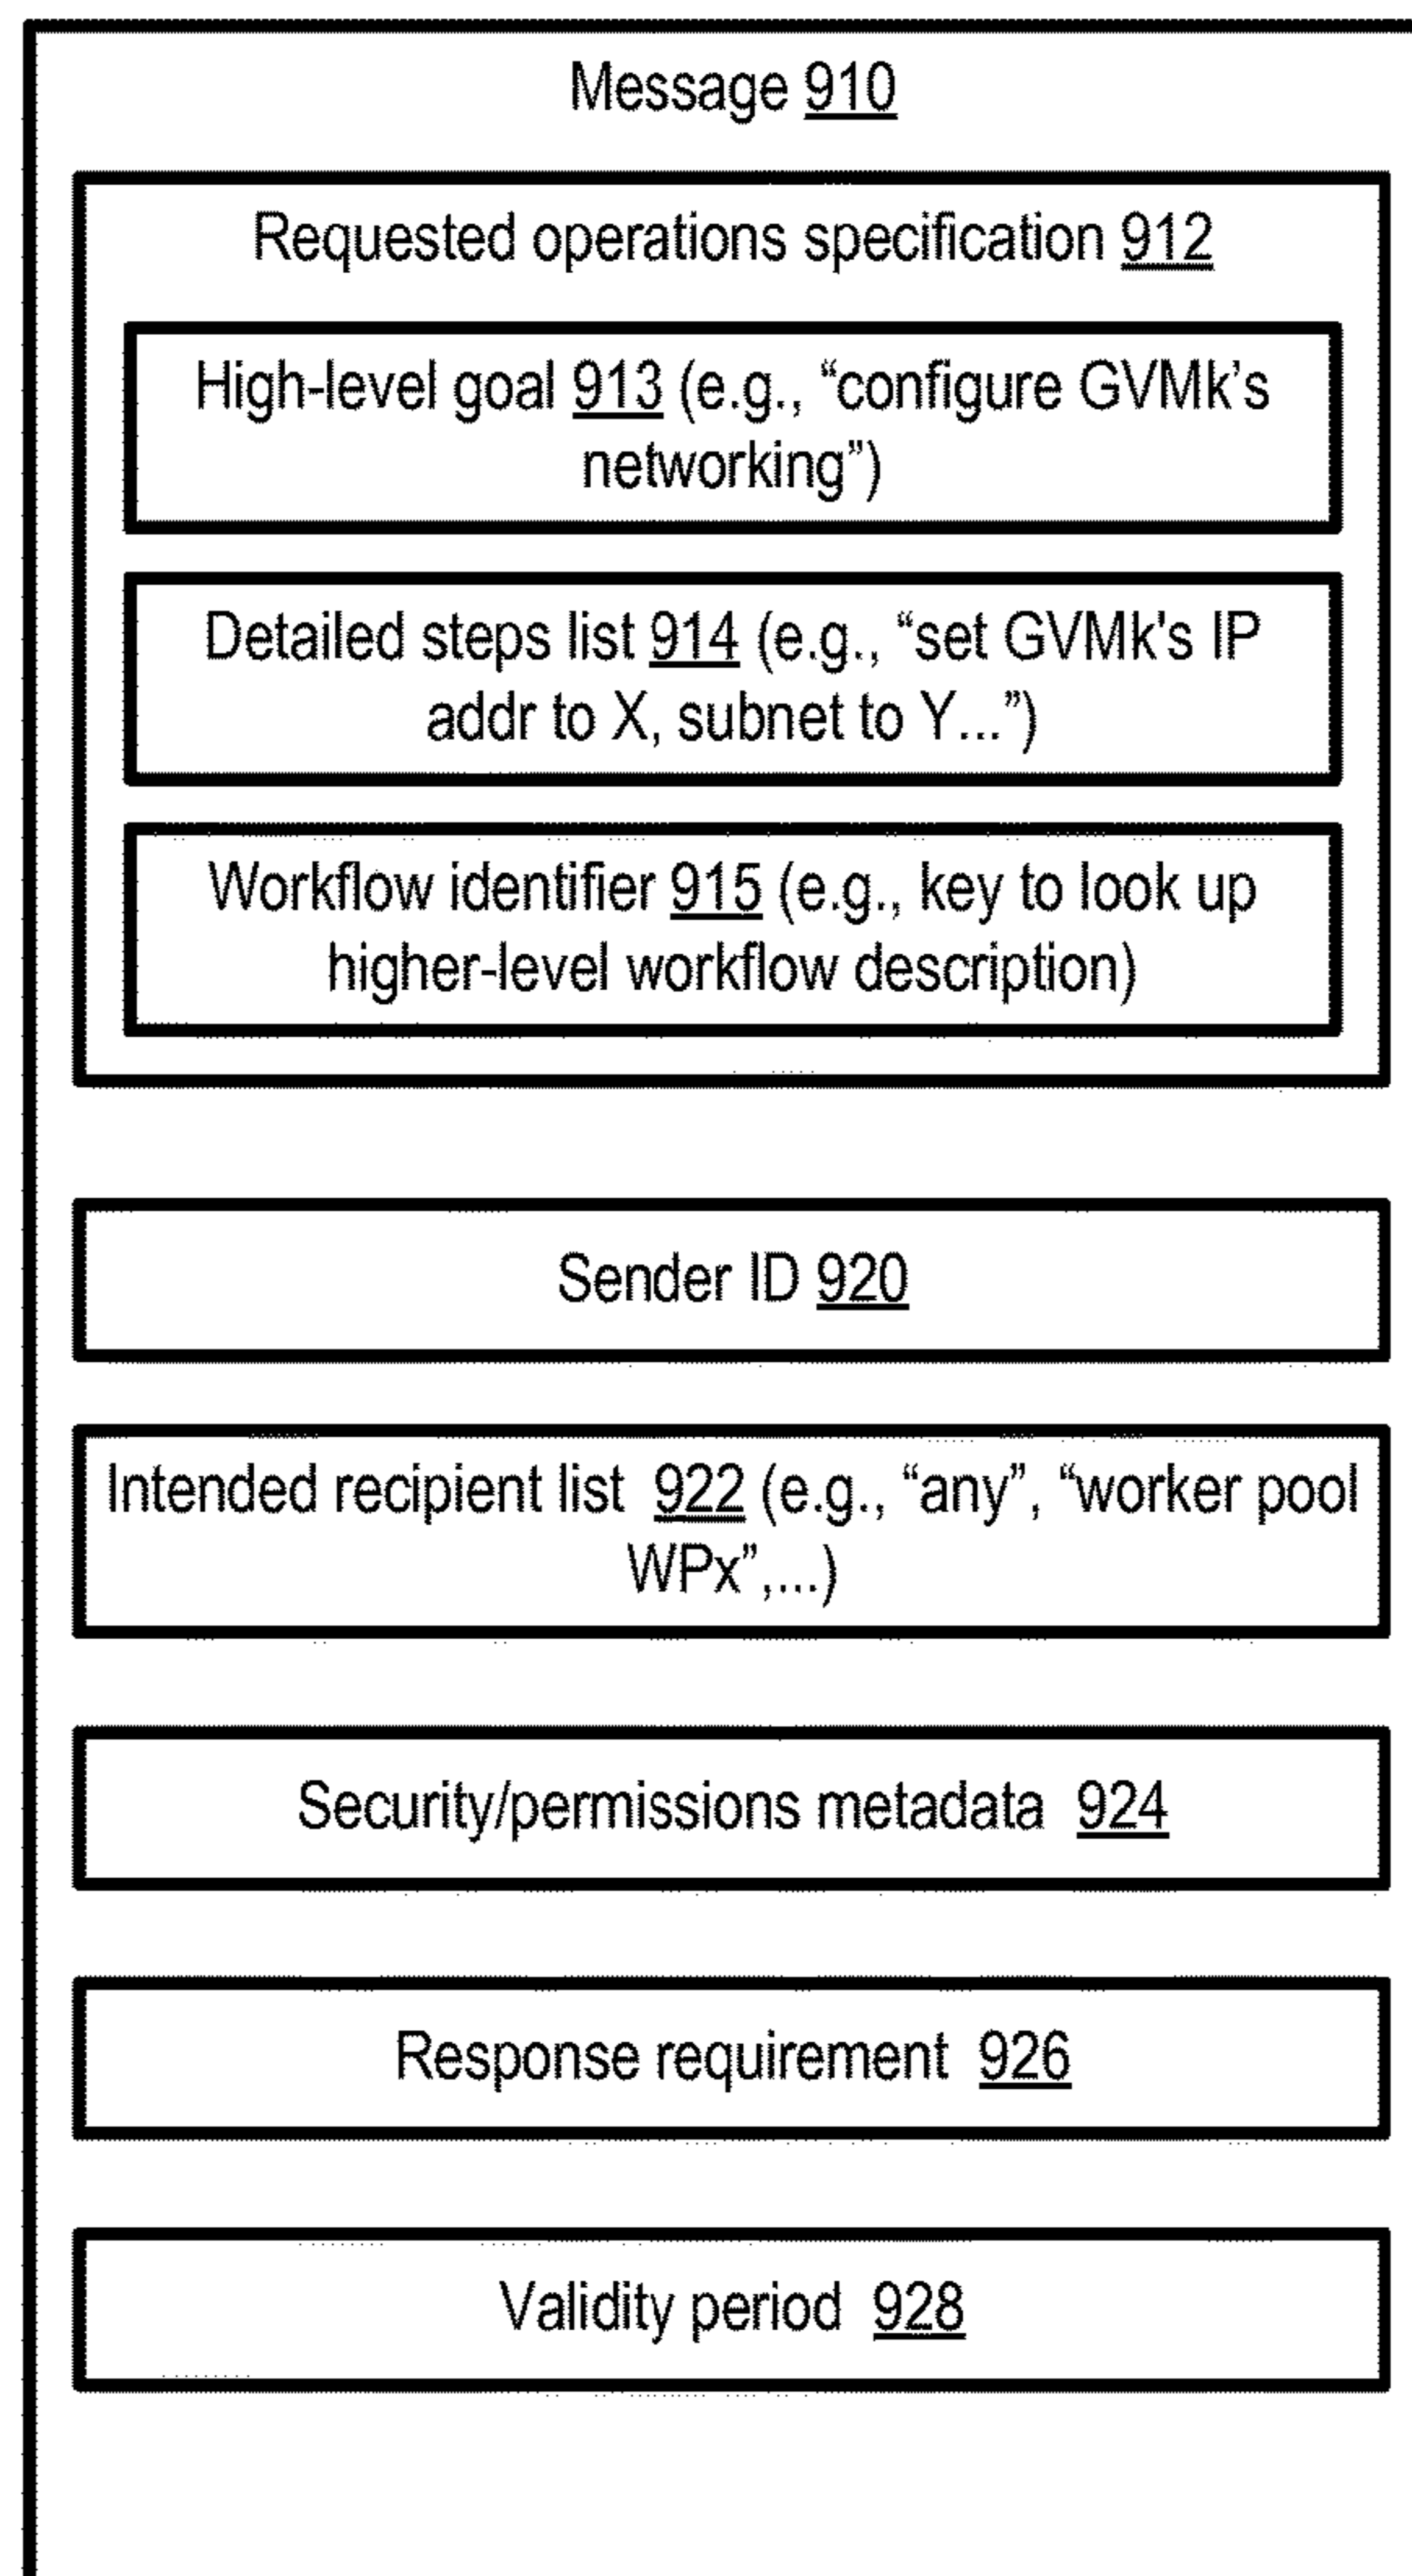 Message 910
Requested operations specification 912
High-level goal 913 (e.g., “configure GVMk’s
networking”)
Detailed steps list 914 (e.g., “set GVMk's IP
addr to X, subnet to Y...”)
Workflow identifier 915 (e.g., key to look up
higher-level workflow description)
Sender ID 920
Intended recipient list 922 (e.g., “any”, “worker pool
WPx”,...)
Security/permissions metadata 924
Response requirement 926
Validity period 928